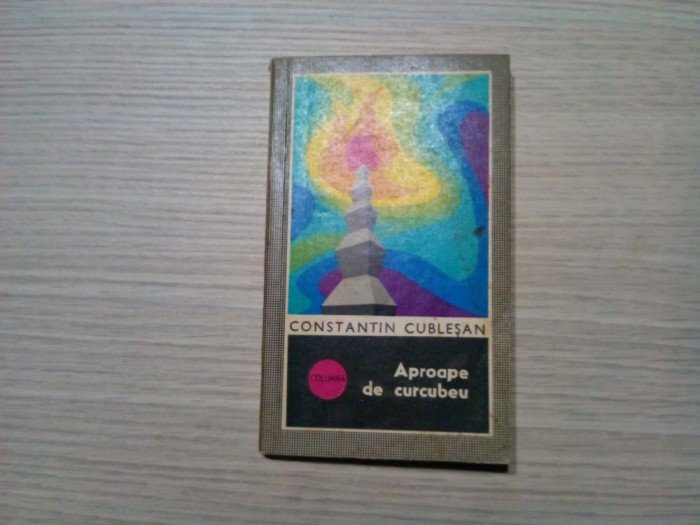 CONSTANTIN CUBLEŞAN
COLUMNA
Aproape
de curcubeu